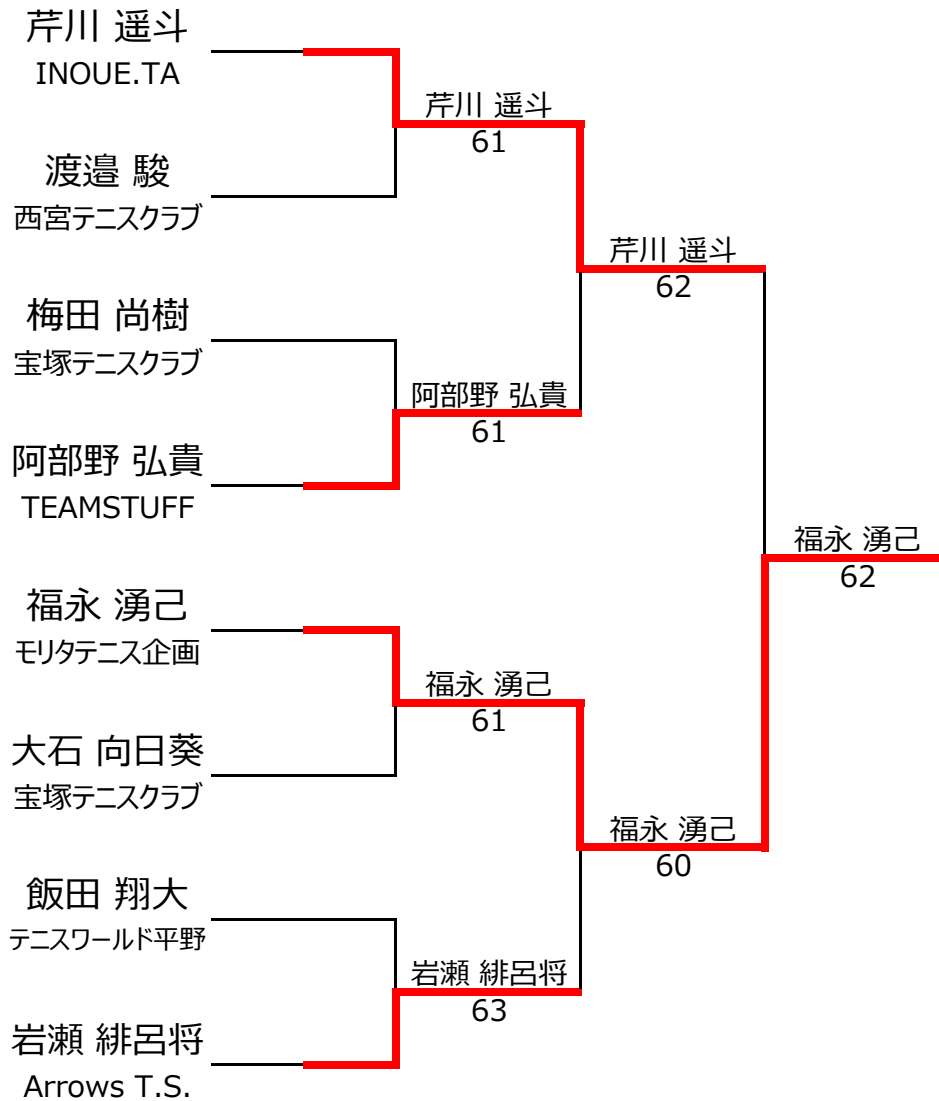 芹川 遥斗
INOUE.TA
渡邉 駿
西宮テニスクラブ
梅田 尚樹
宝塚テニスクラブ
阿部野 弘貴
TEAMSTUFF
福永 湧己
モリタテニス企画
大石 向日葵
宝塚テニスクラブ
飯田 翔大
テニスワールド平野
岩瀬 緋呂将
Arrows T.S.
芹川 遥斗
61
阿部野 弘貴
61
福永 湧己
61
岩瀬 緋呂将
63
芹川 遥斗
62
福永 湧己
60
福永 湧己
62